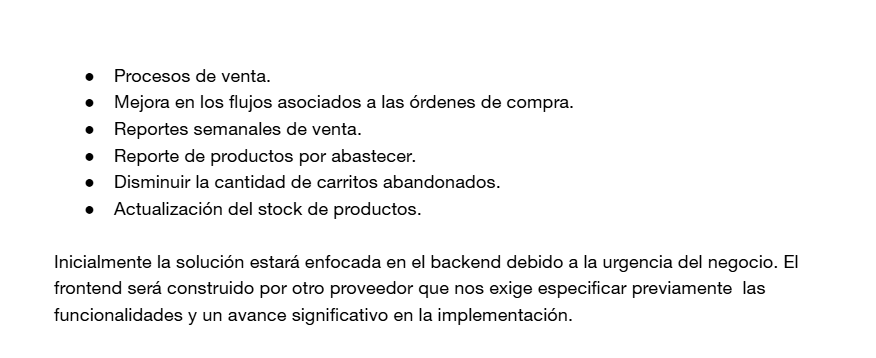 ● Procesos de venta.
● Mejora en los flujos asociados a las órdenes de compra.
● Reportes semanales de venta.
● Reporte de productos por abastecer.
● Disminuir la cantidad de carritos abandonados.
● Actualización del stock de productos.
Inicialmente la solución estará enfocada en el backend debido a la urgencia del negocio. El
frontend será construido por otro proveedor que nos exige especificar previamente  las
funcionalidades y un avance significativo en la implementación.